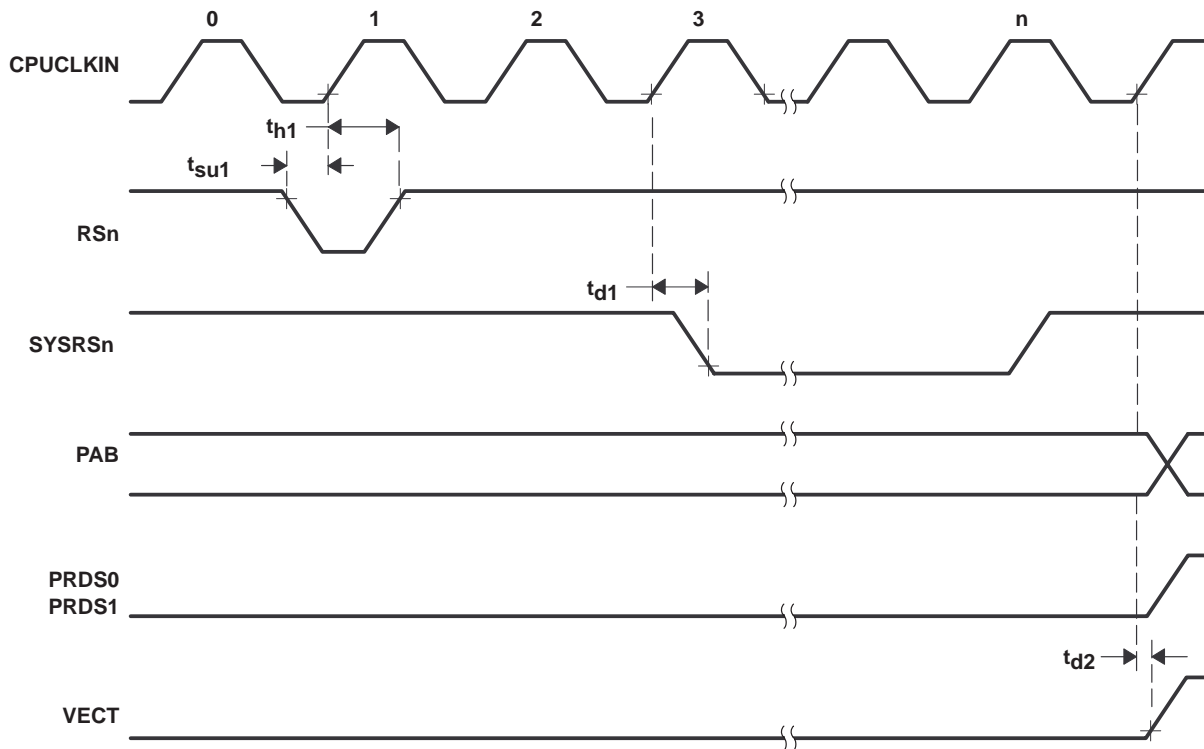 0 1 2 3 n
CPUCLKIN
th1
tsu1
RSn
td1
SYSRSn
PAB
PRDS0
PRDS1
td2
VECT